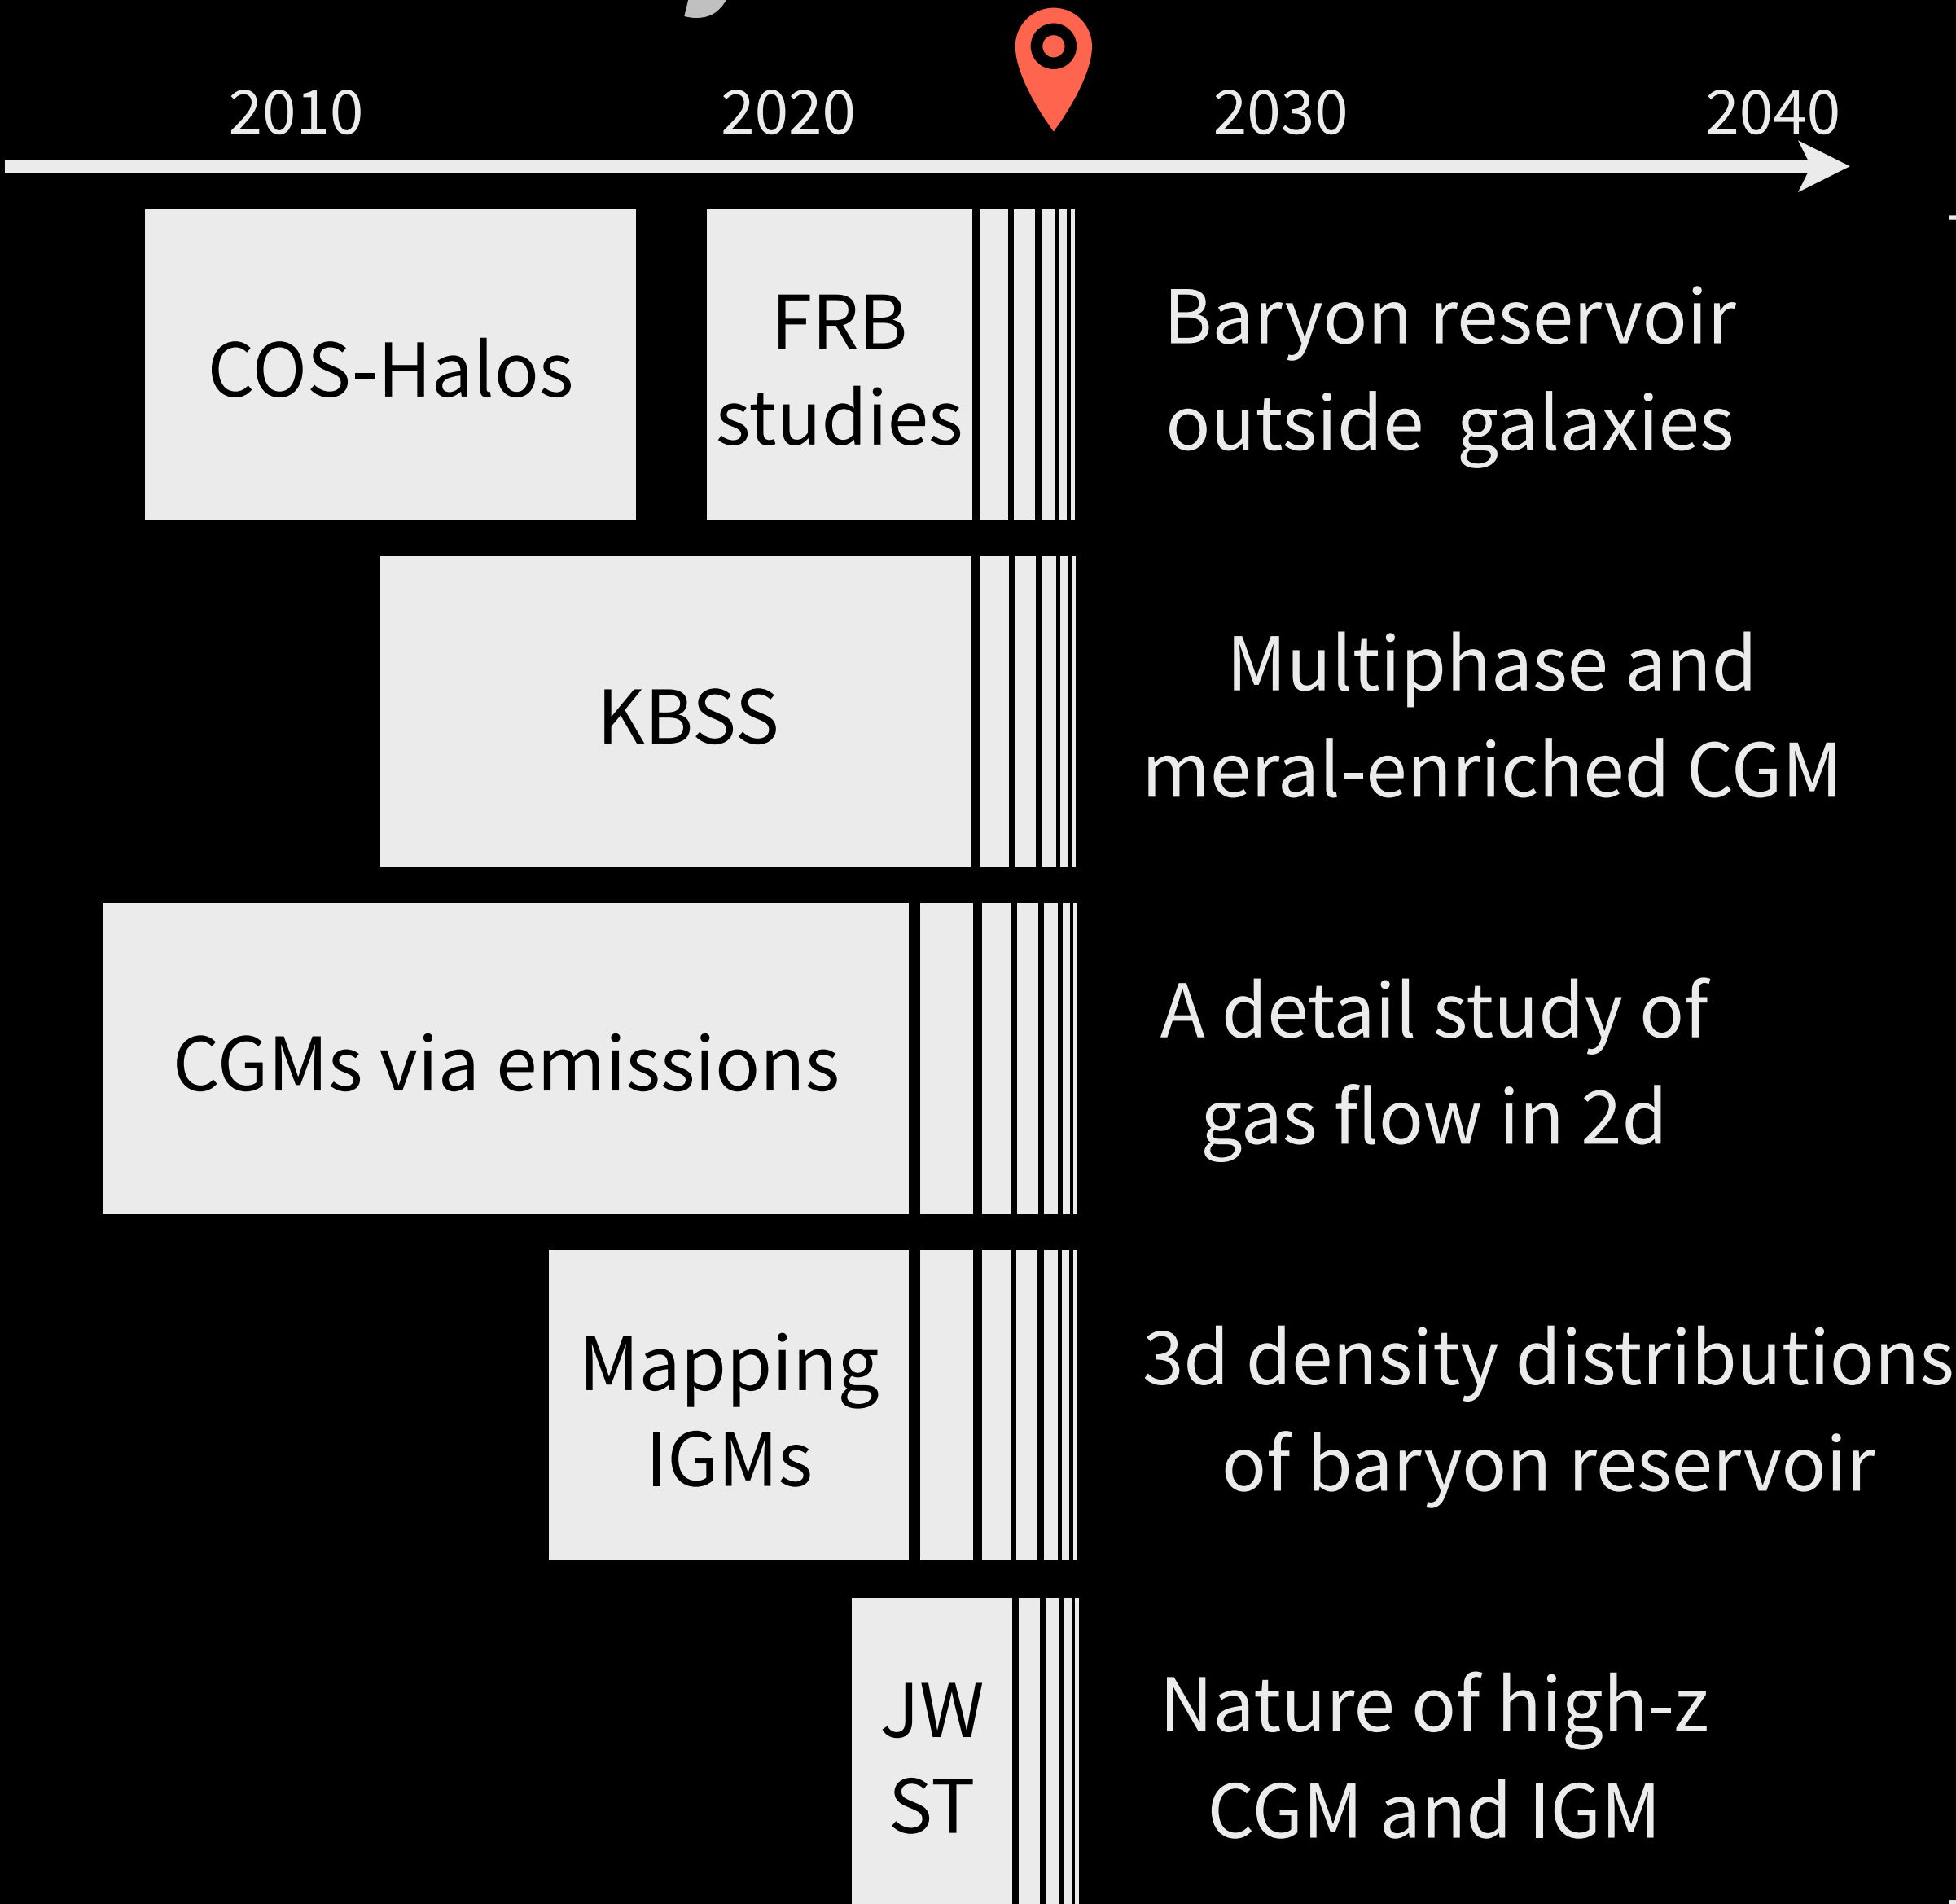 2010 2020 2030 2040
COS-Halos
FRB
studies
Baryon reservoir
outside galaxies
KBSS
Multiphase and
meral-enriched CGM
CGMs via emissions
A detail study of
gas flow in 2d
Mapping
IGMs
3d density distributions
of baryon reservoir
JW
ST
Nature of high-z
CGM and IGM